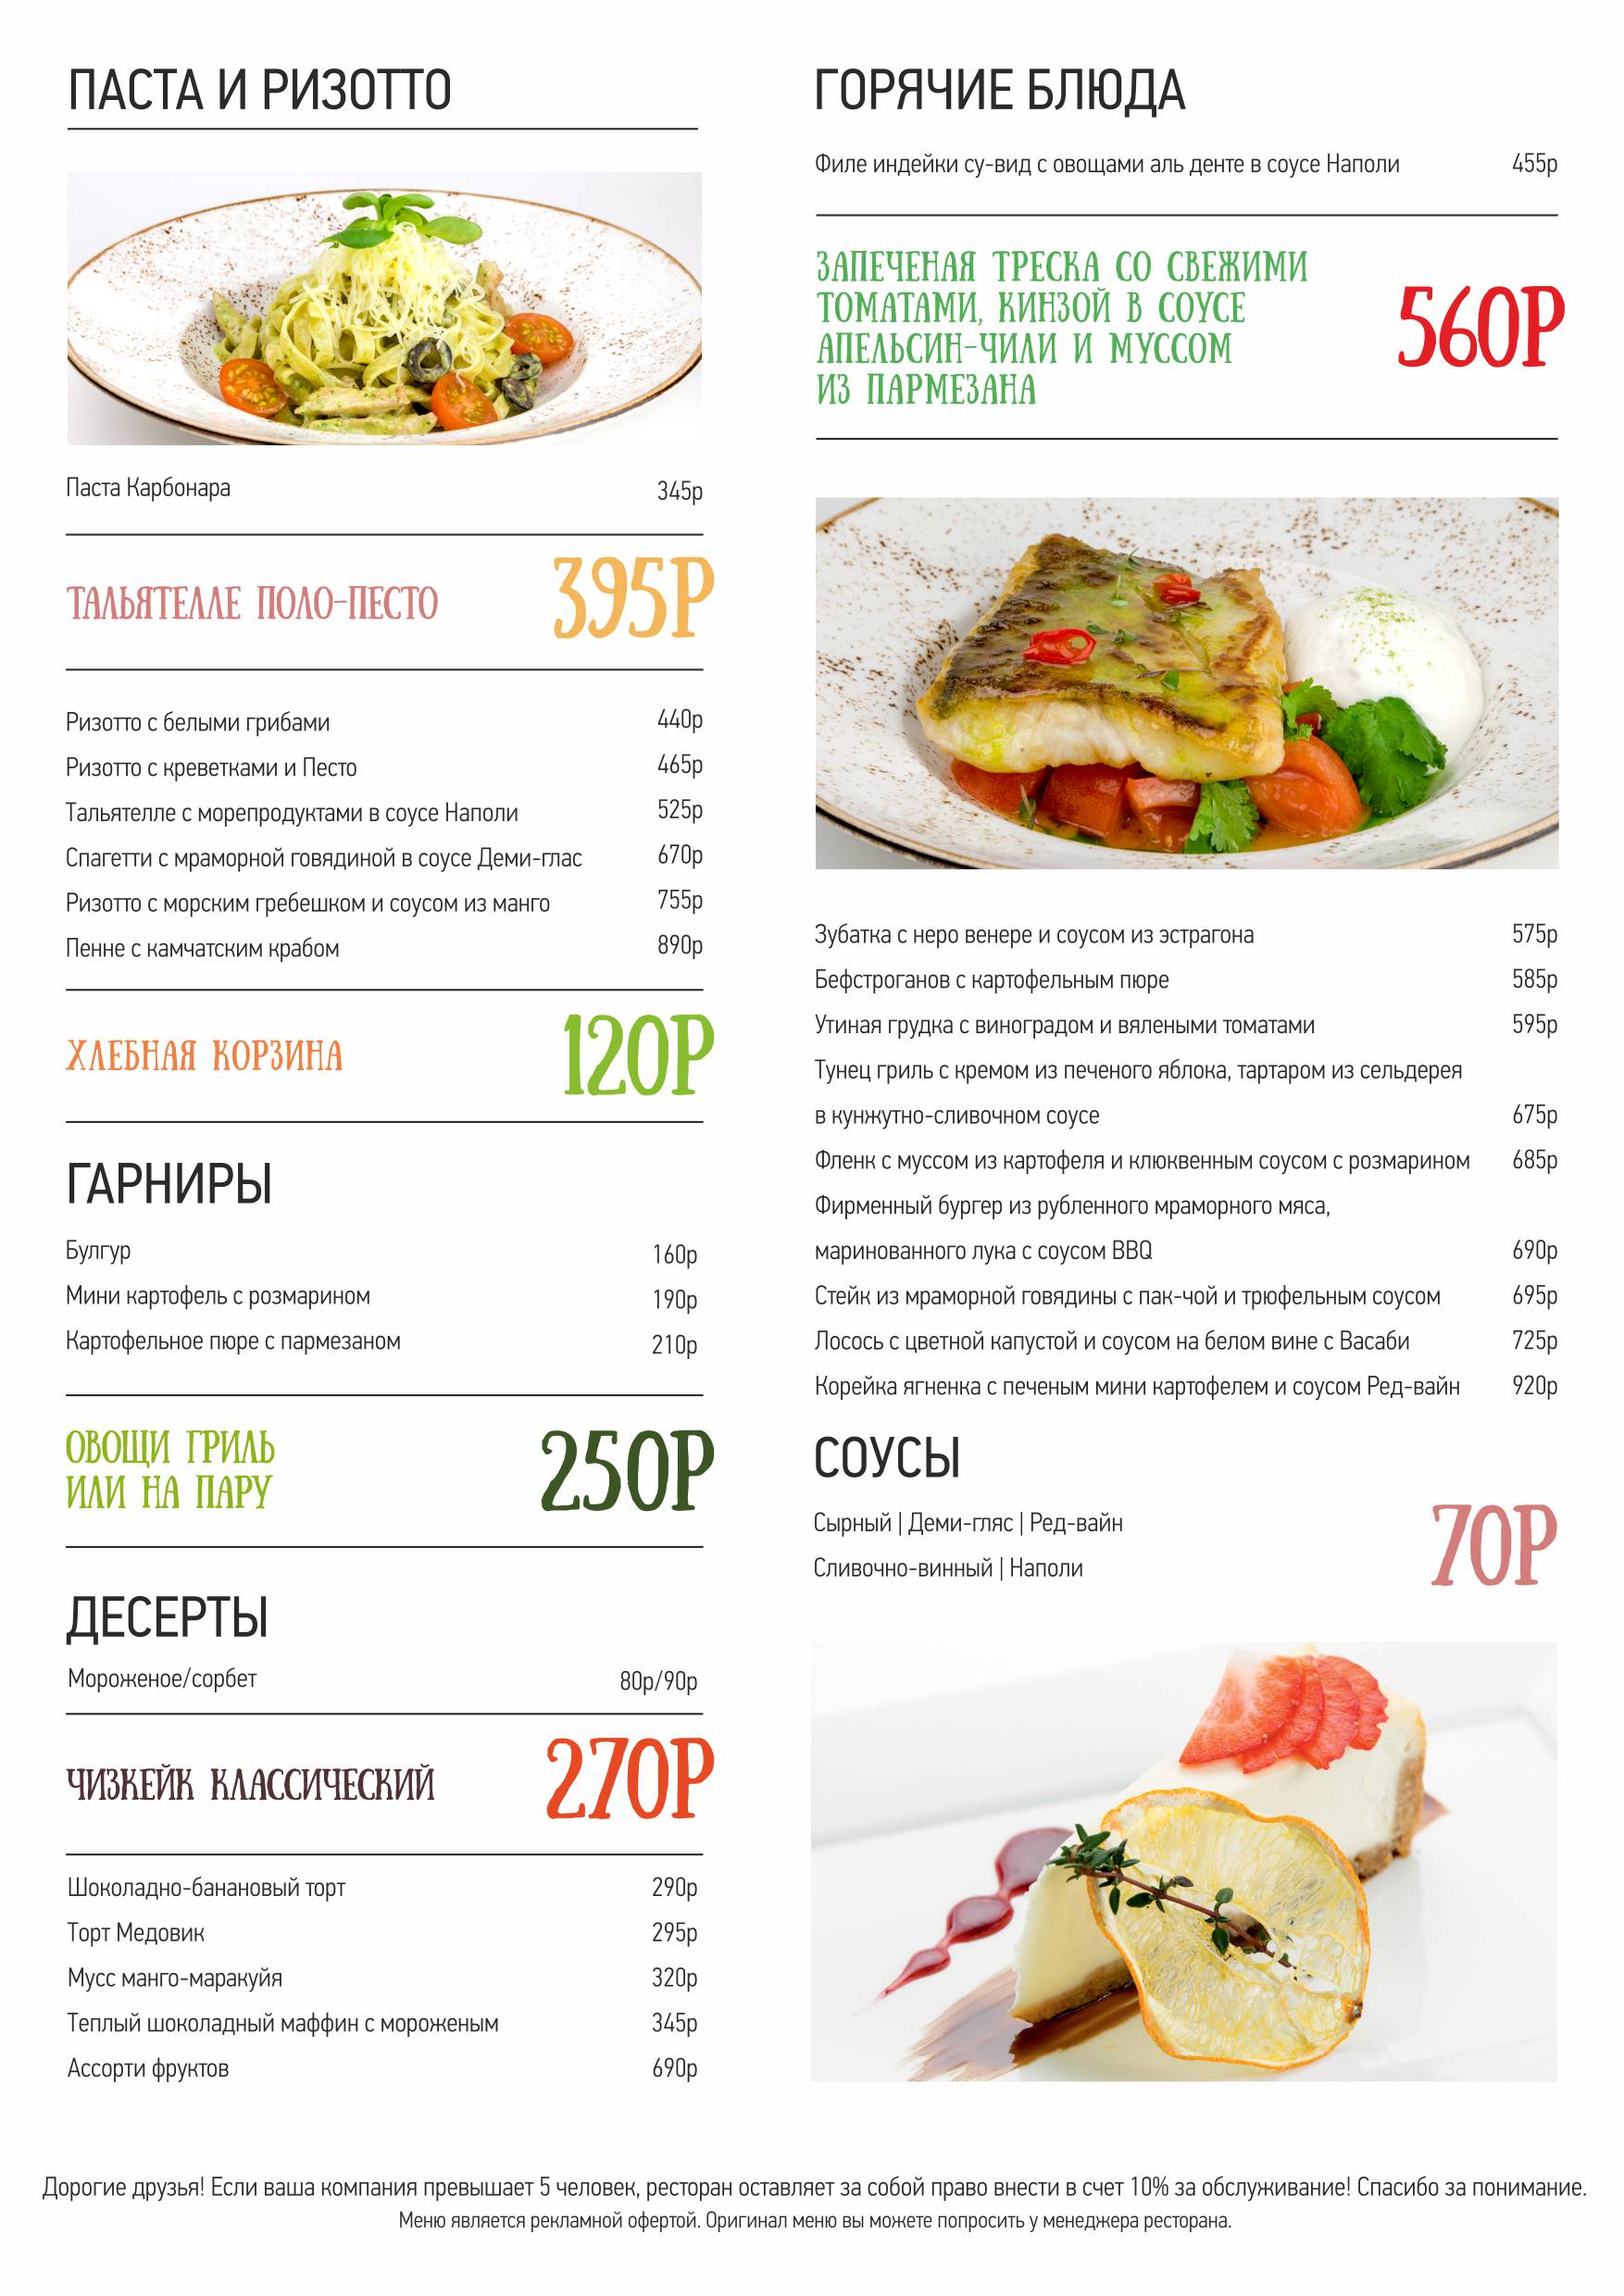 ПАСТА И РИЗОТТО
Паста Карбонара 345р
ТАЛЬЯТЕЛЛЕ ПОЛО-ПЕСТО 395Р
Ризотто с белыми грибами 440р
Ризотто с креветками и Песто 465р
Тальятелле с морепродуктами в соусе Наполи 525р
Спагетти с мраморной говядиной в соусе Деми-глас 670р
Ризотто с морским гребешком и соусом из манго 755р
Пенне с камчатским крабом 890р
ХЛЕБНАЯ КОРЗИНА 120Р
ГАРНИРЫ
Булгур 160р
Мини картофель с розмарином 190р
Картофельное пюре с пармезаном 210р
ОВОЩИ ГРИЛЬ
ИЛИ НА ПАРУ 250Р
ДЕСЕРТЫ
Мороженое/сорбет 80р/90р
ЧИЗКЕЙК КЛАССИЧЕСКИЙ 270Р
Шоколадно-банановый торт 290р
Торт Медовик 295р
Мусс манго-маракуйя 320р
Теплый шоколадный маффин с мороженым 345р
Ассорти фруктов 690р
ГОРЯЧИЕ БЛЮДА
Филе индейки су-вид с овощами аль денте в соусе Наполи 455р
ЗАПЕЧЕНАЯ ТРЕСКА СО СВЕЖИМИ
ТОМАТАМИ, КИНЗОЙ В СОУСЕ
АПЕЛЬСИН-ЧИЛИ И МУССОМ
ИЗ ПАРМЕЗАНА
560Р
Зубатка с неро венере и соусом из эстрагона 575р
Бефстроганов с картофельным пюре 585р
Утиная грудка с виноградом и вялеными томатами 595р
Тунец гриль с кремом из печеного яблока, тартаром из сельдерея
в кунжутно-сливочном соусе 675р
Фленк с муссом из картофеля и клюквенным соусом с розмарином 685р
Фирменный бургер из рубленного мраморного мяса,
маринованного лука с соусом BBQ 690р
Стейк из мраморной говядины с пак-чой и трюфельным соусом 695р
Лосось с цветной капустой и соусом на белом вине с Васаби 725р
Корейка ягненка с печеным мини картофелем и соусом Ред-вайн 920р
СОУСЫ
Сырный | Деми-гляс | Ред-вайн
Сливочно-винный | Наполи
70Р
Дорогие друзья! Если ваша компания превышает 5 человек, ресторан оставляет за собой право внести в счет 10% за обслуживание! Спасибо за понимание.
Меню является рекламной офертой. Оригинал меню вы можете попросить у менеджера ресторана.